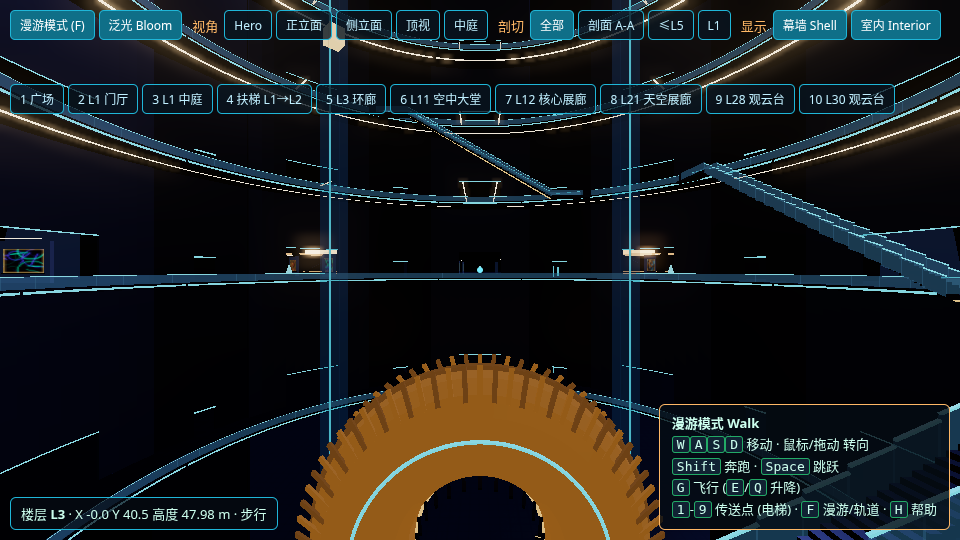 漫游模式 (F) 泛光 Bloom 视角 Hero 正立面 侧立面 顶视 中庭 剖切 全部 剖面 A-A ≤L5 L1 显示 幕墙 Shell 室内 Interior
1 广场 2 L1 门厅 3 L1 中庭 4 扶梯 L1→L2 5 L3 环廊 6 L11 空中大堂 7 L12 核心展廊 8 L21 天空展廊 9 L28 观云台 10 L30 观云台
漫游模式 Walk
W A S D 移动 · 鼠标/拖动 转向
Shift 奔跑 · Space 跳跃
G 飞行 (E/Q 升降)
1-9 传送点 (电梯) · F 漫游/轨道 · H 帮助
楼层 L3 · X -0.0 Y 40.5 高度 47.98 m · 步行